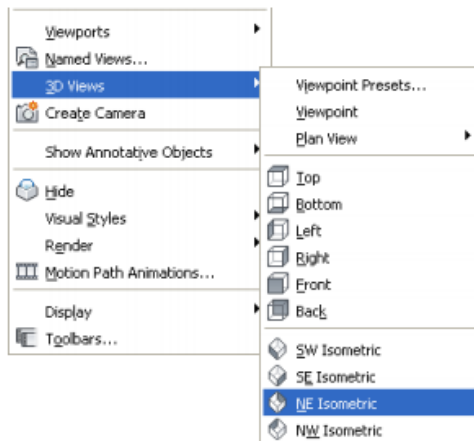 Viewports
Named Views...
3D Views
Create Camera
Show Annotative Objects
Hide
Visual Styles
Render
Motion Path Animations...
Display
Toolbars...
Viewpoint Presets...
Viewpoint
Plan View
Top
Bottom
Left
Right
Front
Back
SW Isometric
SE Isometric
NE Isometric
NW Isometric